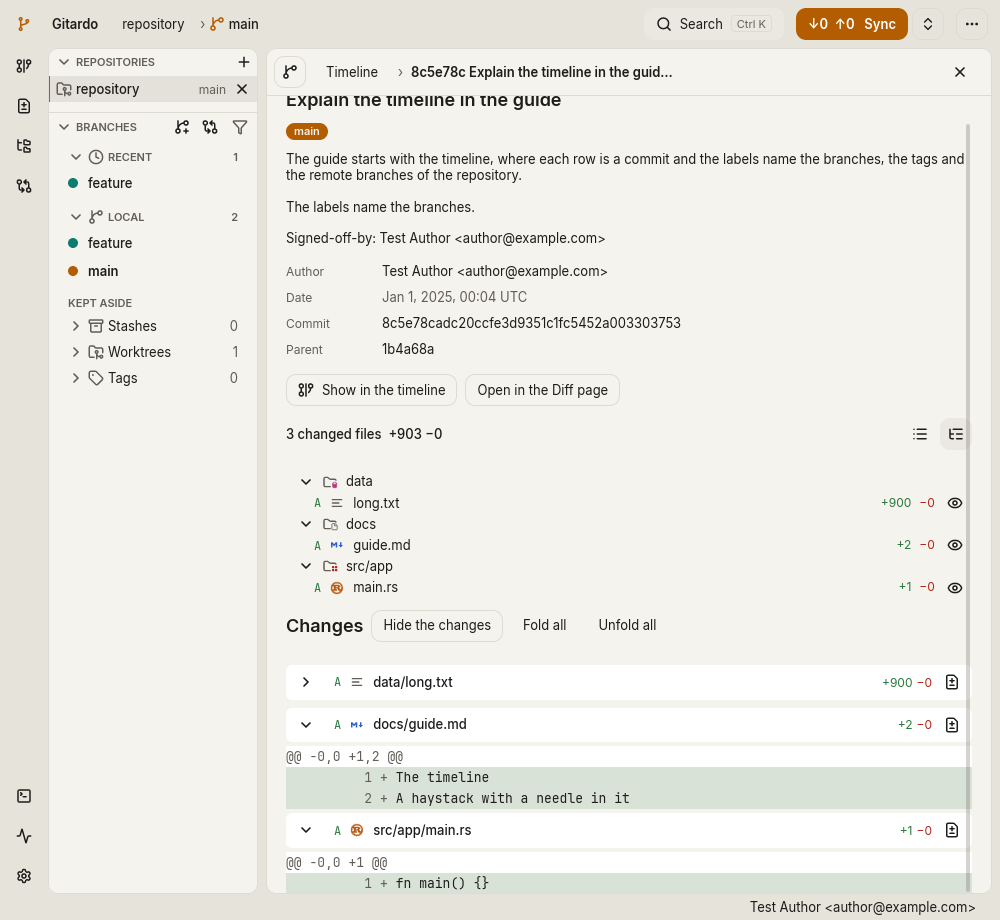 Gitardo
repository
main
Search
Ctrl K
↓0 ↑0 Sync
REPOSITORIES
repository
main
BRANCHES
RECENT
1
feature
LOCAL
2
feature
main
KEPT ASIDE
Stashes
0
Worktrees
1
Tags
0
Timeline
8c5e78c Explain the timeline in the guid…
Explain the timeline in the guide
main
The guide starts with the timeline, where each row is a commit and the labels name the branches, the tags and
the remote branches of the repository.
The labels name the branches.
Signed-off-by: Test Author <author@example.com>
Author
Test Author <author@example.com>
Date
Jan 1, 2025, 00:04 UTC
Commit
8c5e78cadc20ccfe3d9351c1fc5452a003303753
Parent
1b4a68a
Show in the timeline
Open in the Diff page
3 changed files +903 −0
data
A long.txt +900 −0
docs
A M↓ guide.md +2 −0
src/app
A main.rs +1 −0
Changes
Hide the changes
Fold all
Unfold all
A data/long.txt +900 −0
A M↓ docs/guide.md +2 −0
@@ -0,0 +1,2 @@
1 + The timeline
2 + A haystack with a needle in it
A src/app/main.rs +1 −0
@@ -0,0 +1 @@
1 + fn main() {}
Test Author <author@example.com>